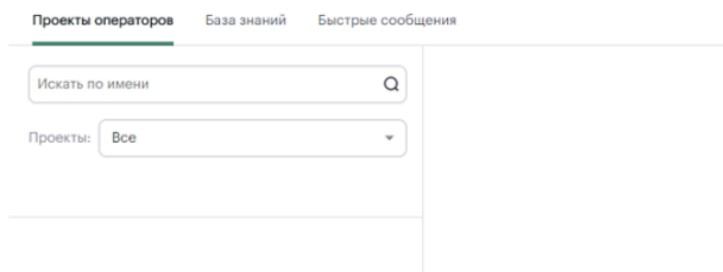 Проекты операторов База знаний Быстрые сообщения
Искать по имени
Проекты: Все